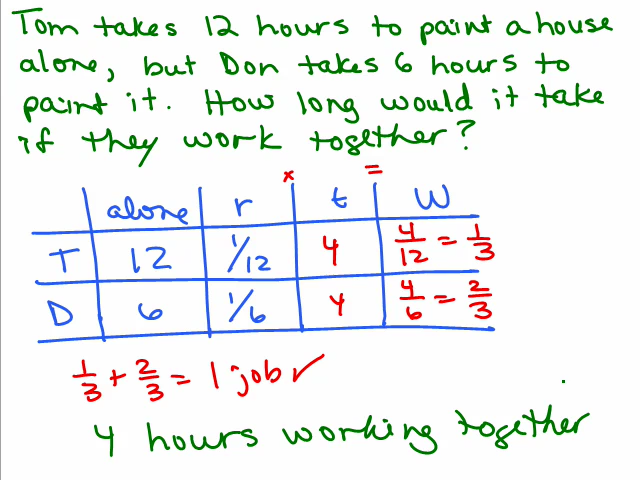 Tom takes 12 hours to paint a house
alone, but Don takes 6 hours to
paint it. How long would it take
if they work together?
x =
alone r t W
T 12 1/12 4 4/12 = 1/3
D 6 1/6 4 4/6 = 2/3
1/3 + 2/3 = 1 job ✓
4 hours working together